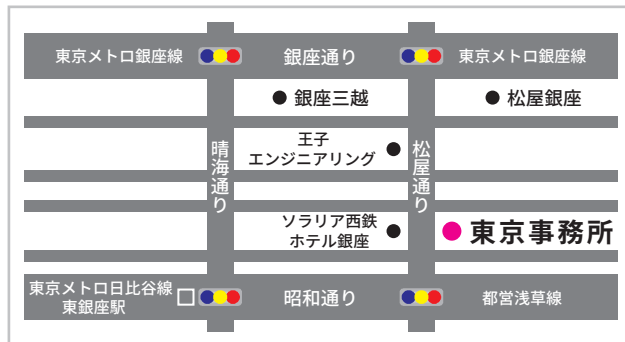 東京メトロ銀座線
銀座通り
東京メトロ銀座線
銀座三越
松屋銀座
晴海通り
王子
エンジニアリング
松屋通り
ソラリア西鉄
ホテル銀座
東京事務所
東京メトロ日比谷線
東銀座駅
昭和通り
都営浅草線